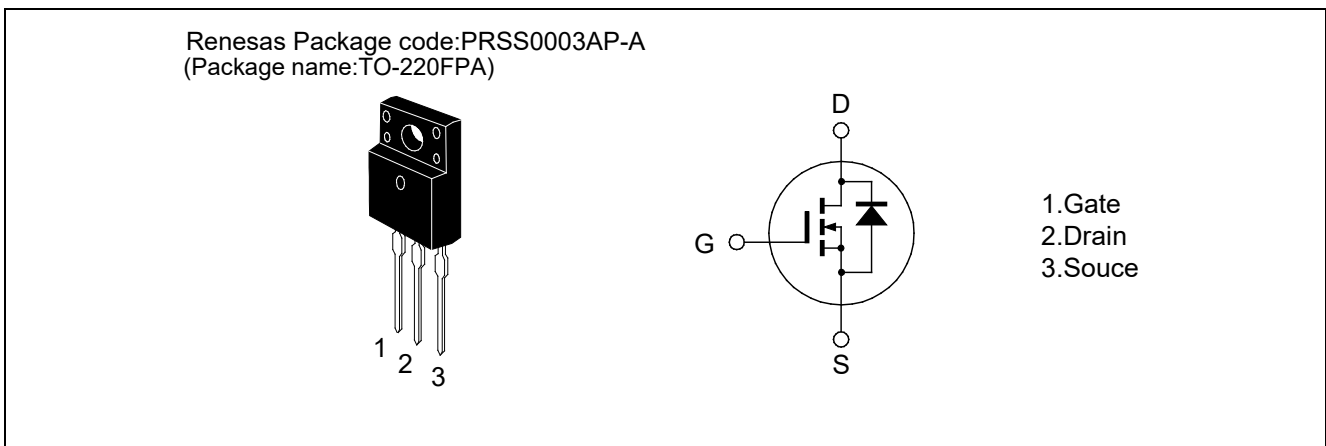 Renesas Package code:PRSS0003AP-A
(Package name:TO-220FPA)
1
2
3
D
G
S
1.Gate
2.Drain
3.Souce